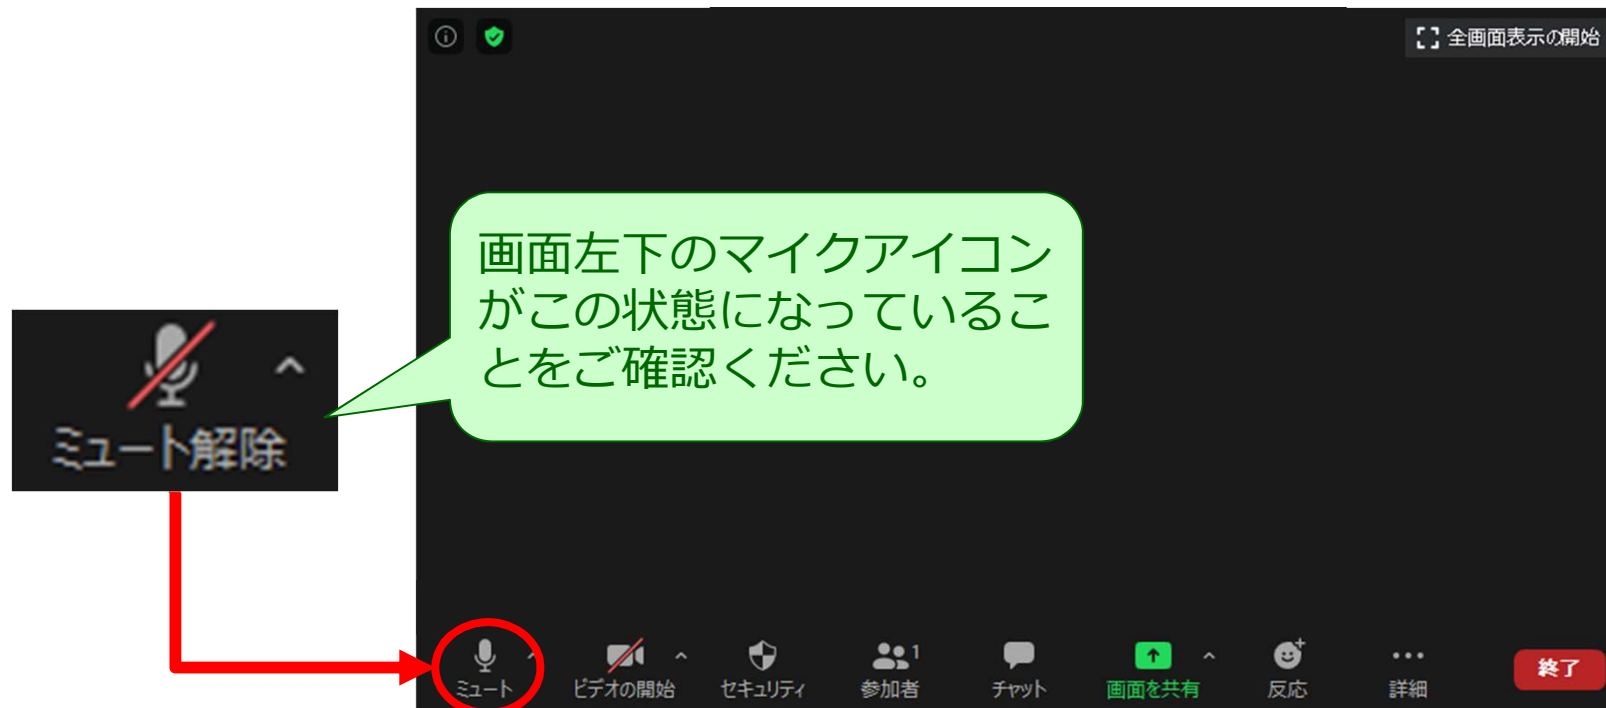 全画面表示の開始
画面左下のマイクアイコン
がこの状態になっているこ
とをご確認ください。
ミュート解除
1
ミュート
ビデオの開始
セキュリティ
参加者
チャット
画面を共有
反応
詳細
終了